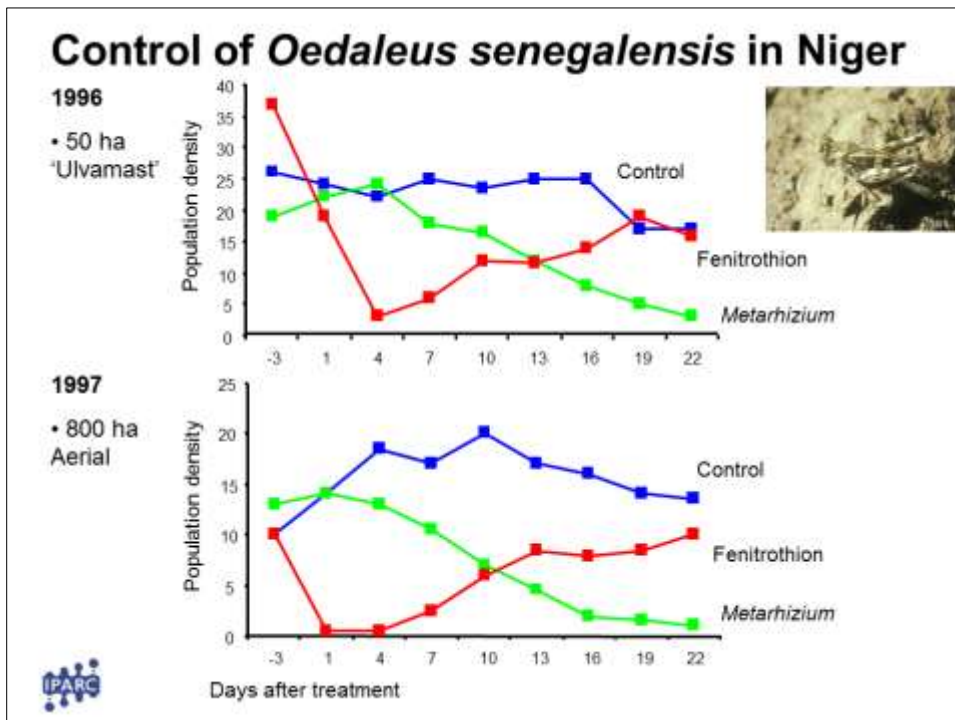 Control of Oedaleus senegalensis in Niger
1996
• 50 ha
'Ulvamast'
Population density
40
35
30
25
20
15
10
5
0
-3 1 4 7 10 13 16 19 22
Control
Fenitrothion
Metarhizium
1997
• 800 ha
Aerial
Population density
25
20
15
10
5
0
-3 1 4 7 10 13 16 19 22
Control
Fenitrothion
Metarhizium
Days after treatment
IPARC